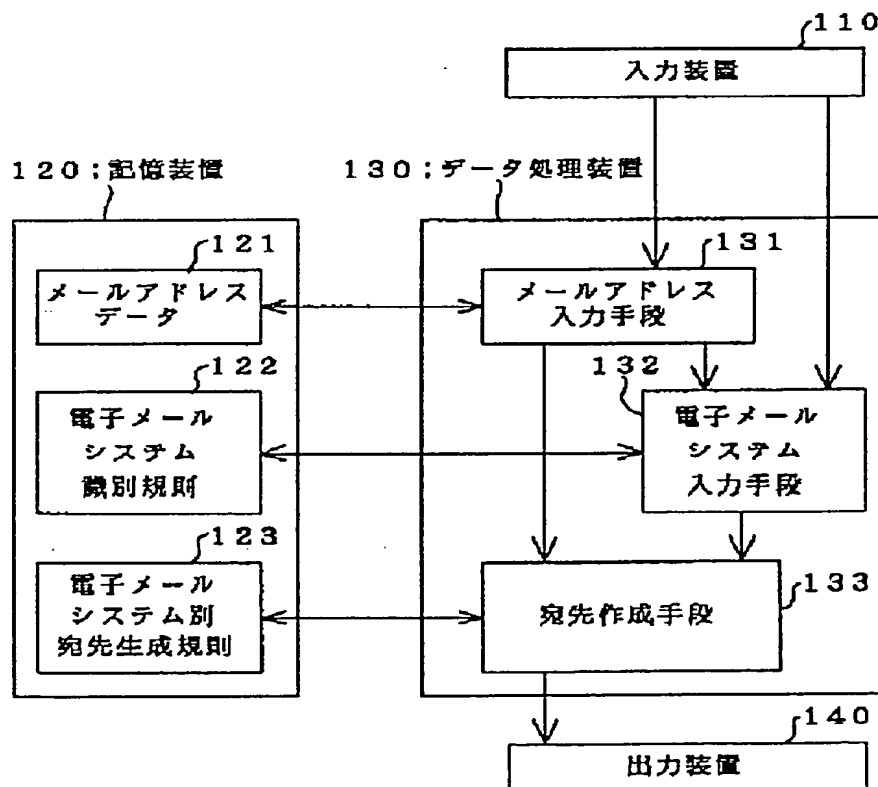 110
入力装置
120;記憶装置
130;データ処理装置
121
メールアドレス
データ
131
メールアドレス
入力手段
122
電子メール
システム
識別規則
132
電子メール
システム
入力手段
123
電子メール
システム別
宛先生成規則
133
宛先作成手段
140
出力装置